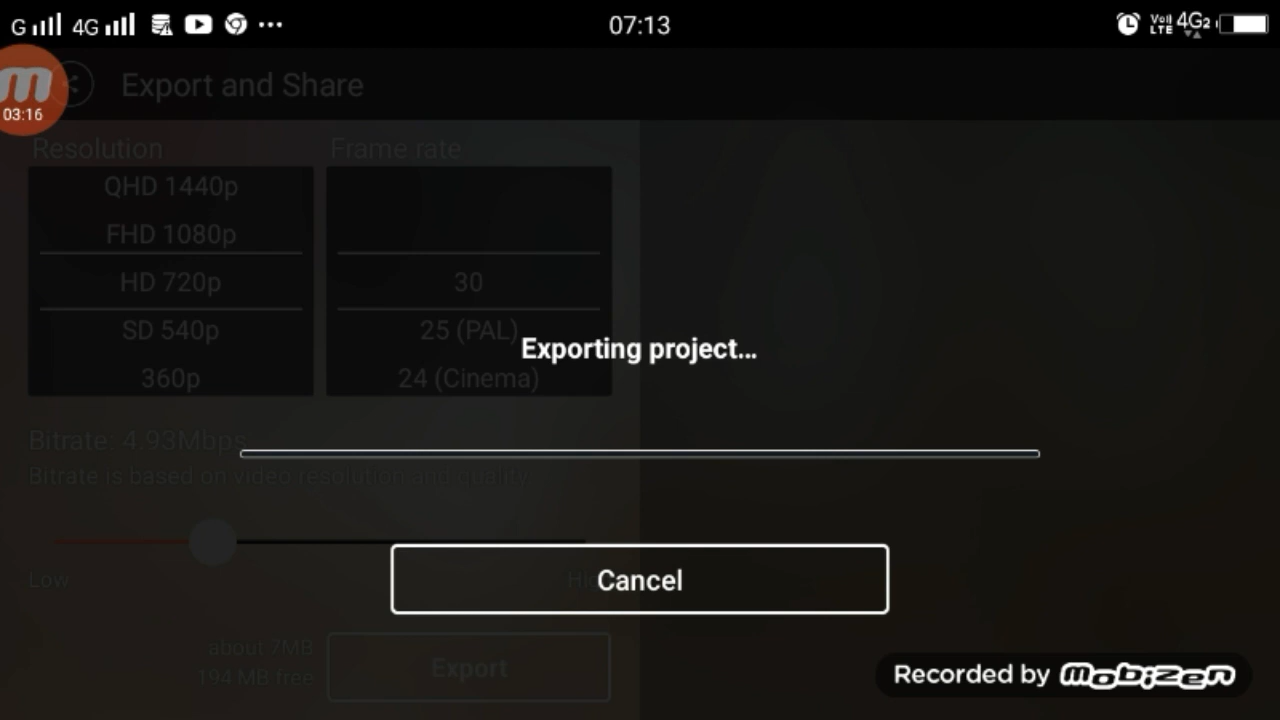 G 4G 07:13 VoLTE 4G2
m
03:16
Export and Share
Resolution
Frame rate
QHD 1440p
FHD 1080p
HD 720p
SD 540p
360p
30
25 (PAL)
24 (Cinema)
Exporting project...
Bitrate: 4.93Mbps
Bitrate is based on video resolution and quality
Low
Cancel
about 7MB
194 MB free
Export
Recorded by mobizen